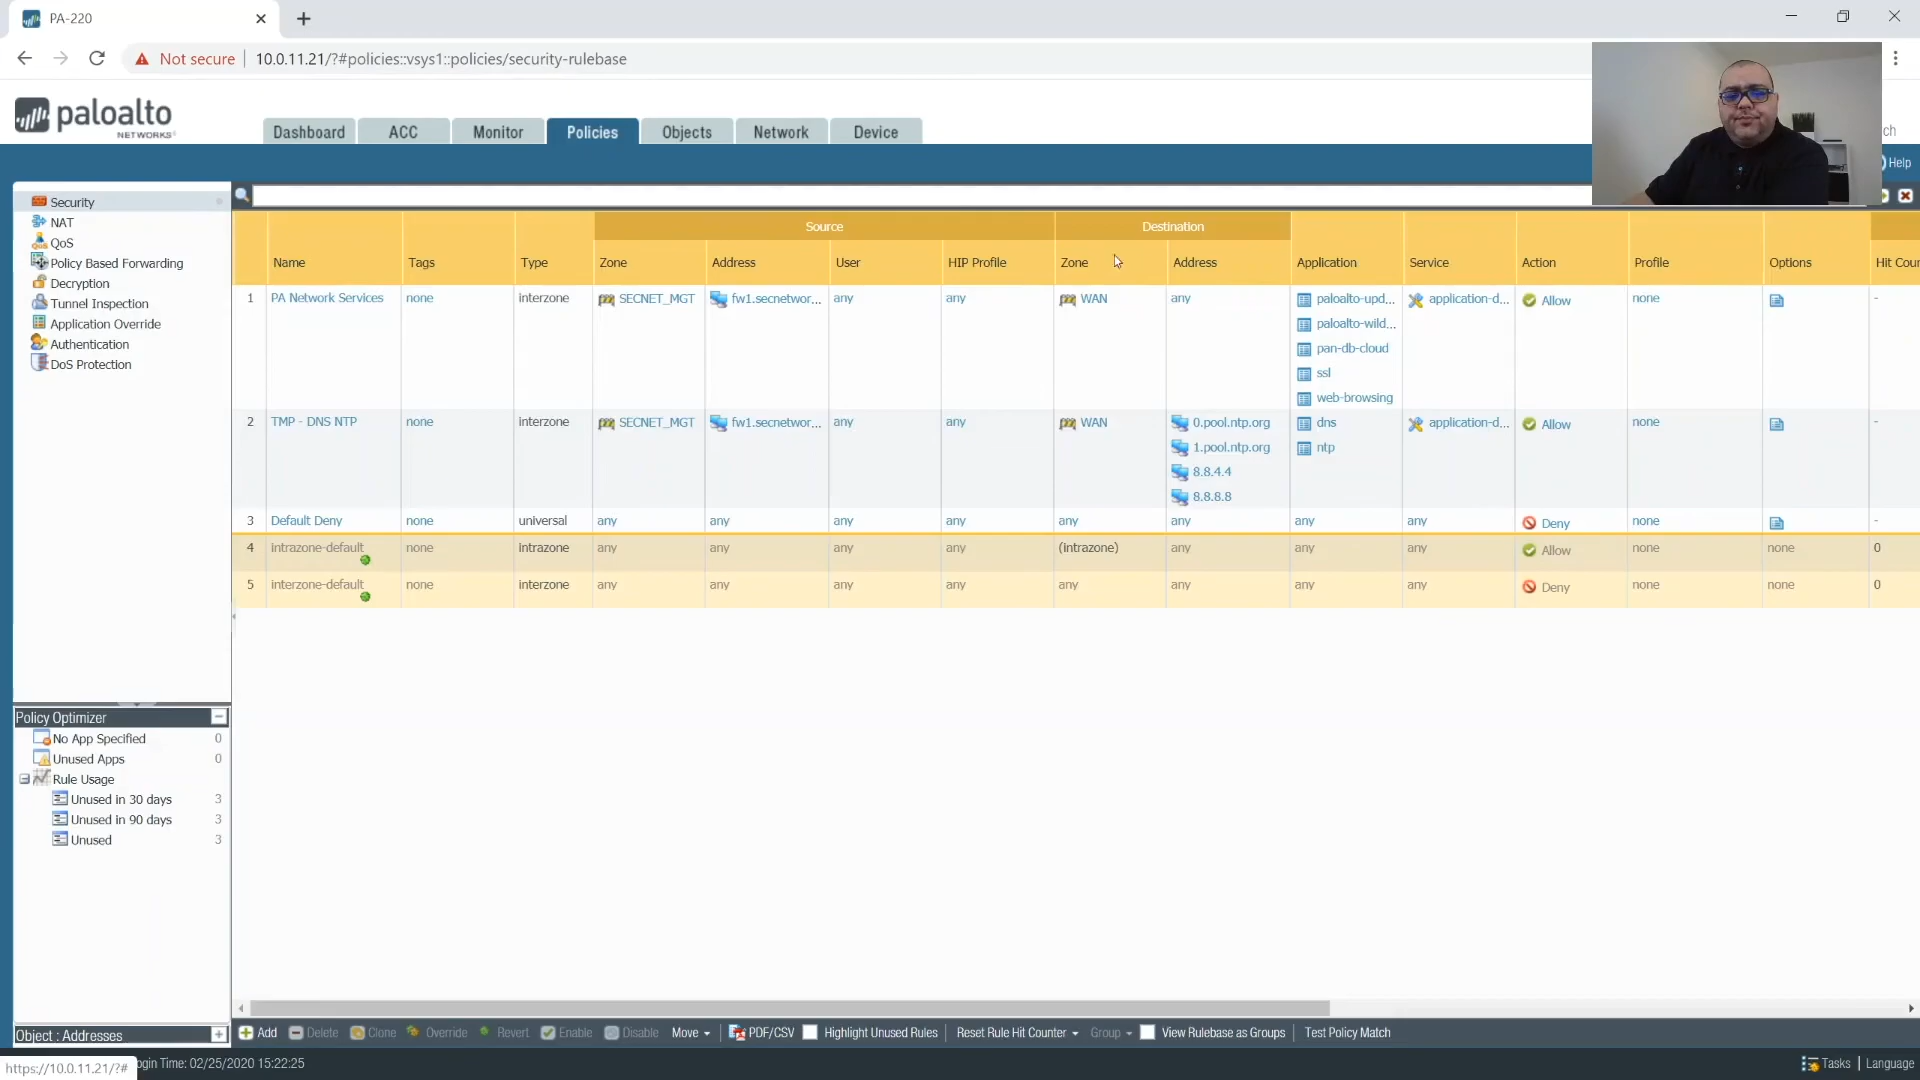 PA-220
Not secure
10.0.11.21/?#policies::vsys1::policies/security-rulebase
paloalto
NETWORKS
Dashboard ACC Monitor Policies Objects Network Device
ch
Help
Security
NAT
QoS
Policy Based Forwarding
Decryption
Tunnel Inspection
Application Override
Authentication
DoS Protection
Source Destination
Name Tags Type Zone Address User HIP Profile Zone Address Application Service Action Profile Options Hit Cour
1 PA Network Services none interzone SECNET_MGT fw1.secnetwor... any any WAN any paloalto-upd... application-d... Allow none -
paloalto-wild...
pan-db-cloud
ssl
web-browsing
2 TMP - DNS NTP none interzone SECNET_MGT fw1.secnetwor... any any WAN 0.pool.ntp.org dns application-d... Allow none -
1.pool.ntp.org ntp
8.8.4.4
8.8.8.8
3 Default Deny none universal any any any any any any any any Deny none -
4 intrazone-default none intrazone any any any any (intrazone) any any any Allow none none 0
5 interzone-default none interzone any any any any any any any any Deny none none 0
Policy Optimizer
No App Specified 0
Unused Apps 0
Rule Usage
Unused in 30 days 3
Unused in 90 days 3
Unused 3
Object : Addresses
Add Delete Clone Override Revert Enable Disable Move PDF/CSV Highlight Unused Rules Reset Rule Hit Counter Group View Rulebase as Groups Test Policy Match
https://10.0.11.21/?#
ogin Time: 02/25/2020 15:22:25
Tasks | Language